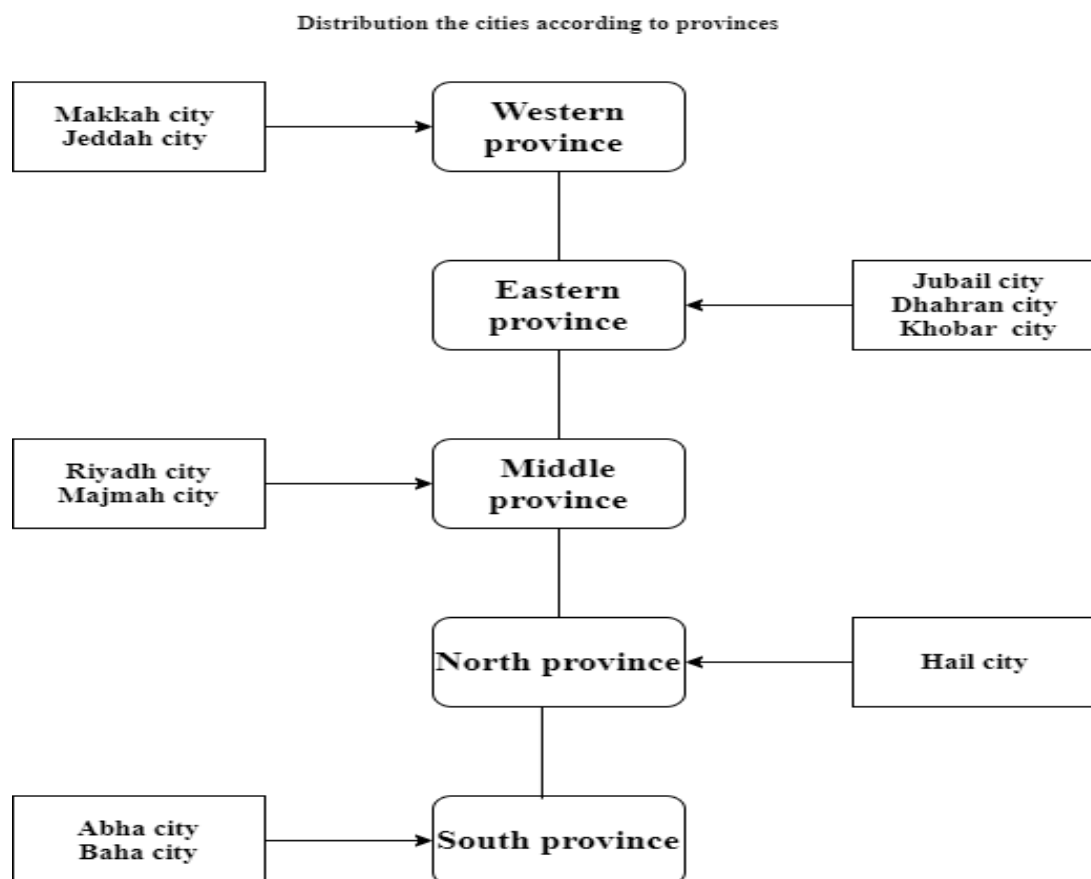 Distribution the cities according to provinces
Makkah city
Jeddah city
Western
province
Eastern
province
Jubail city
Dhahran city
Khobar city
Riyadh city
Majmah city
Middle
province
North province
Hail city
Abha city
Baha city
South province